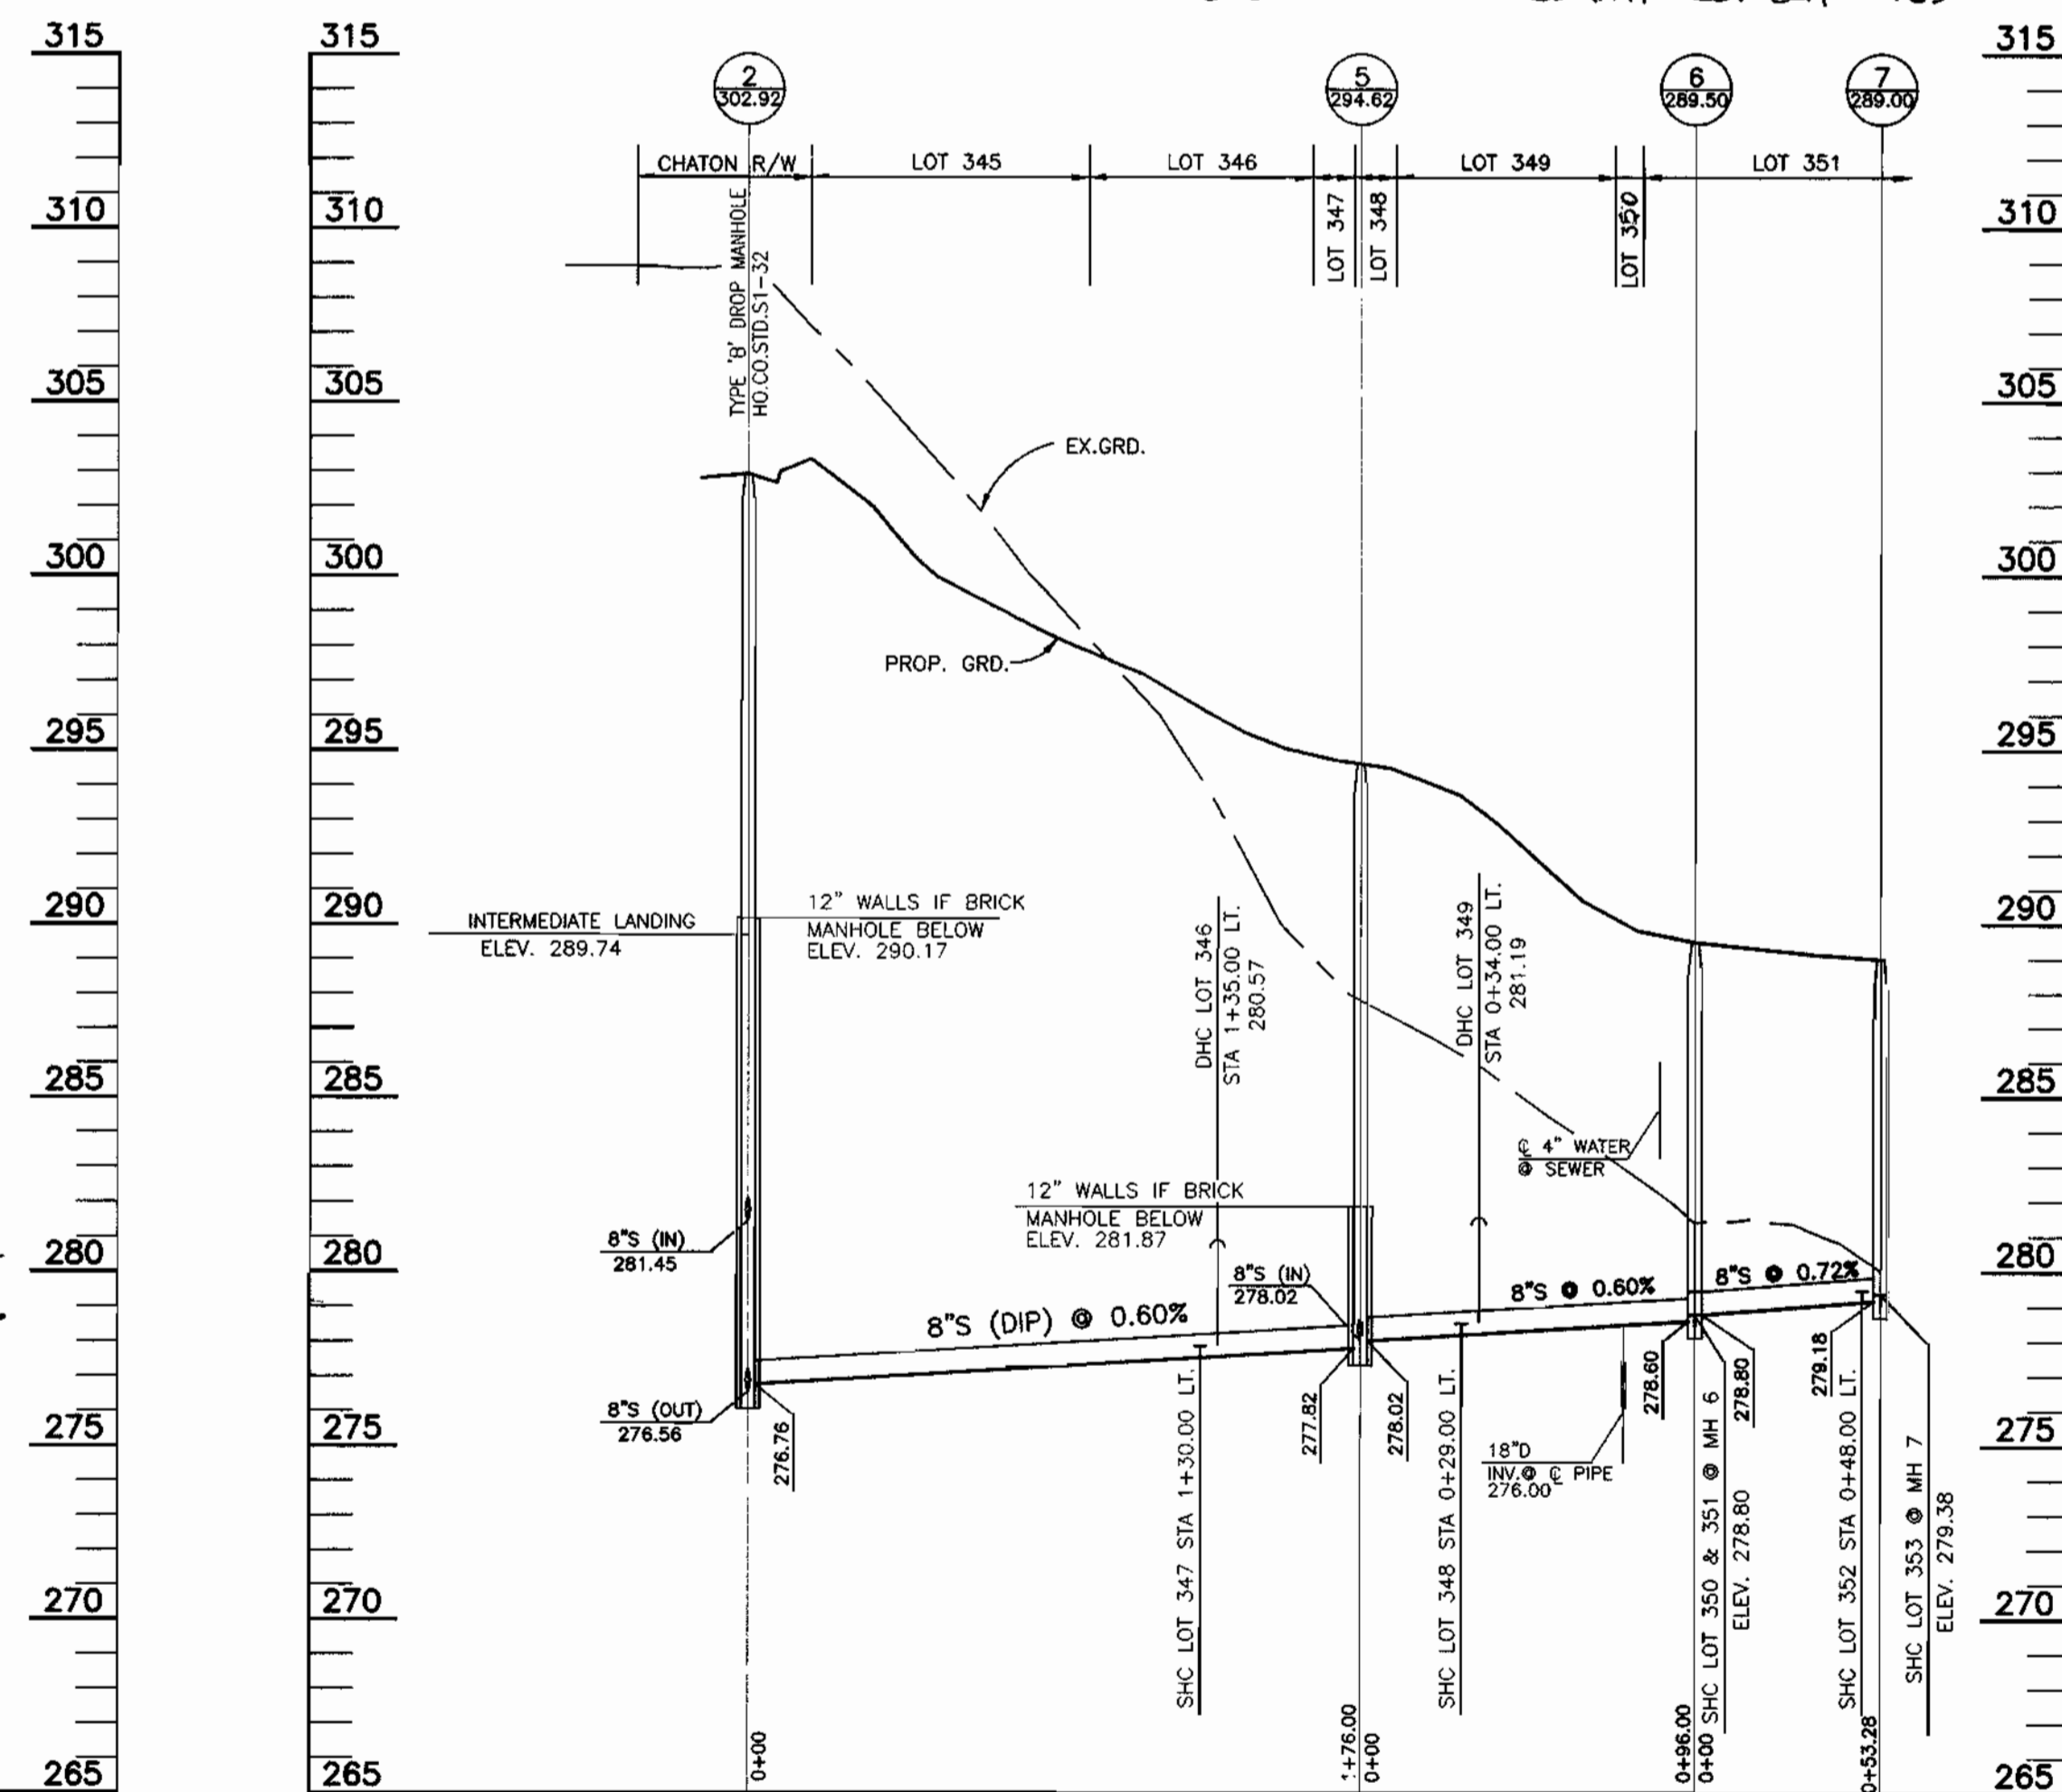 315
315
315
2
302.92
5
294.62
6
289.50
7
289.00
CHATON R/W
LOT 345
LOT 346
LOT 347
LOT 348
LOT 349
LOT 350
LOT 351
310
310
310
TYPE 'B' DROP MANHOLE
HO.CO.STD.S1-32
305
305
305
EX.GRD.
300
300
300
PROP. GRD.
295
295
295
290
290
290
INTERMEDIATE LANDING
ELEV. 289.74
12" WALLS IF BRICK
MANHOLE BELOW
ELEV. 290.17
DHC LOT 346
STA 1+35.00 LT.
280.57
DHC LOT 349
STA 0+34.00 LT.
281.19
285
285
285
℄ 4" WATER
@ SEWER
12" WALLS IF BRICK
MANHOLE BELOW
ELEV. 281.87
280
280
280
8"S (IN)
281.45
8"S (IN)
278.02
8"S (DIP) @ 0.60%
8"S @ 0.60%
8"S @ 0.72%
8"S (OUT)
276.56
276.76
277.82
278.02
278.60
278.80
279.18
275
275
275
18"D
INV.@ ℄ PIPE
276.00
SHC LOT 347 STA 1+30.00 LT.
SHC LOT 348 STA 0+29.00 LT.
SHC LOT 350 & 351 @ MH 6
ELEV. 278.80
SHC LOT 352 STA 0+48.00 LT.
SHC LOT 353 @ MH 7
ELEV. 279.38
270
270
270
265
265
265
0+00
1+76.00
0+00
0+96.00
0+00
0+53.28